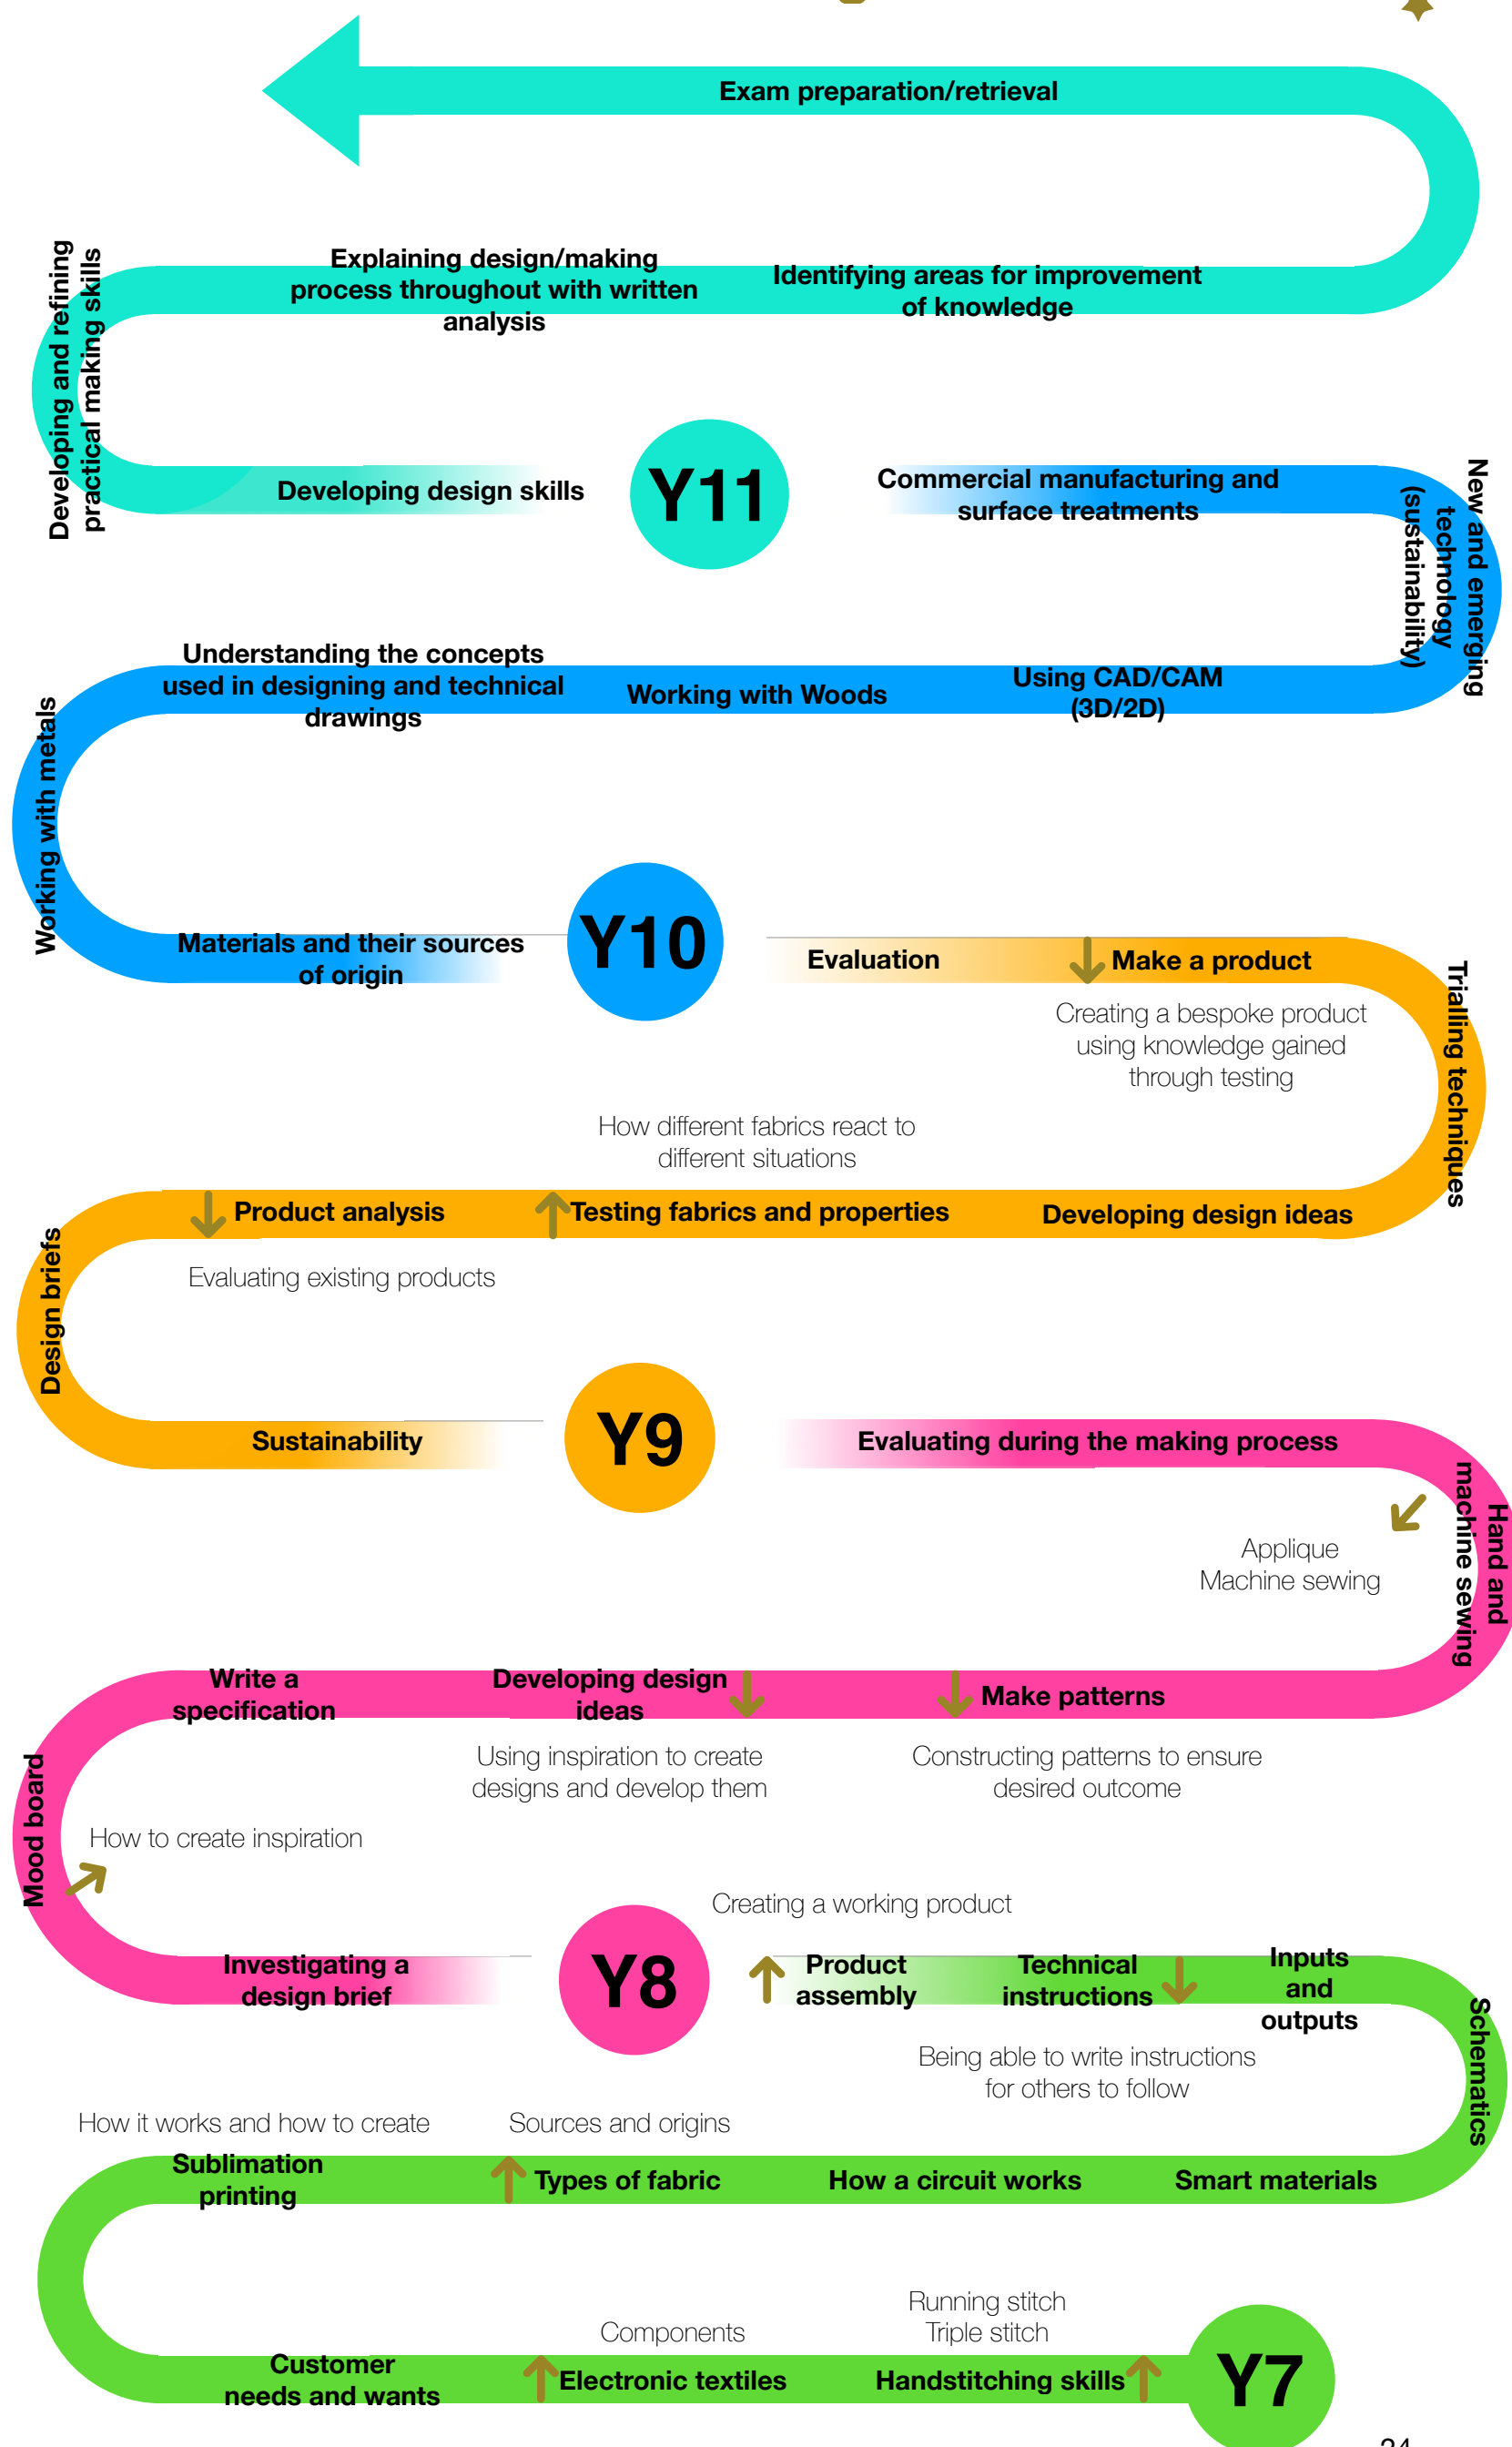 Exam preparation/retrieval
Explaining design/making
process throughout with written
analysis
Identifying areas for improvement
of knowledge
Developing and refining
practical making skills
Developing design skills
Y11
Commercial manufacturing and
surface treatments
New and emerging
technology
(sustainability)
Understanding the concepts
used in designing and technical
drawings
Working with Woods
Using CAD/CAM
(3D/2D)
Working with metals
Materials and their sources
of origin
Y10
Evaluation
Make a product
Creating a bespoke product
using knowledge gained
through testing
Trialling techniques
How different fabrics react to
different situations
Product analysis
Testing fabrics and properties
Developing design ideas
Evaluating existing products
Design briefs
Sustainability
Y9
Evaluating during the making process
Hand and
machine sewing
Applique
Machine sewing
Write a
specification
Developing design
ideas
Make patterns
Using inspiration to create
designs and develop them
Constructing patterns to ensure
desired outcome
Mood board
How to create inspiration
Creating a working product
Investigating a
design brief
Y8
Product
assembly
Technical
instructions
Inputs
and
outputs
Schematics
Being able to write instructions
for others to follow
How it works and how to create
Sources and origins
Sublimation
printing
Types of fabric
How a circuit works
Smart materials
Running stitch
Triple stitch
Components
Customer
needs and wants
Electronic textiles
Handstitching skills
Y7